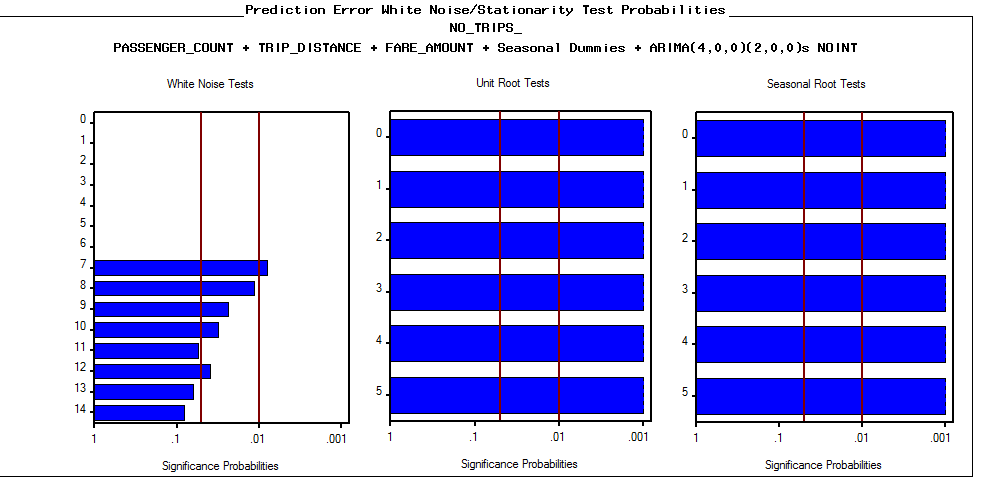 Prediction Error White Noise/Stationarity Test Probabilities
NO_TRIPS_
PASSENGER_COUNT + TRIP_DISTANCE + FARE_AMOUNT + Seasonal Dummies + ARIMA(4,0,0)(2,0,0)s NOINT
White Noise Tests
0
1
2
3
4
5
6
7
8
9
10
11
12
13
14
1 .1 .01 .001
Significance Probabilities
Unit Root Tests
0
1
2
3
4
5
1 .1 .01 .001
Significance Probabilities
Seasonal Root Tests
0
1
2
3
4
5
1 .1 .01 .001
Significance Probabilities